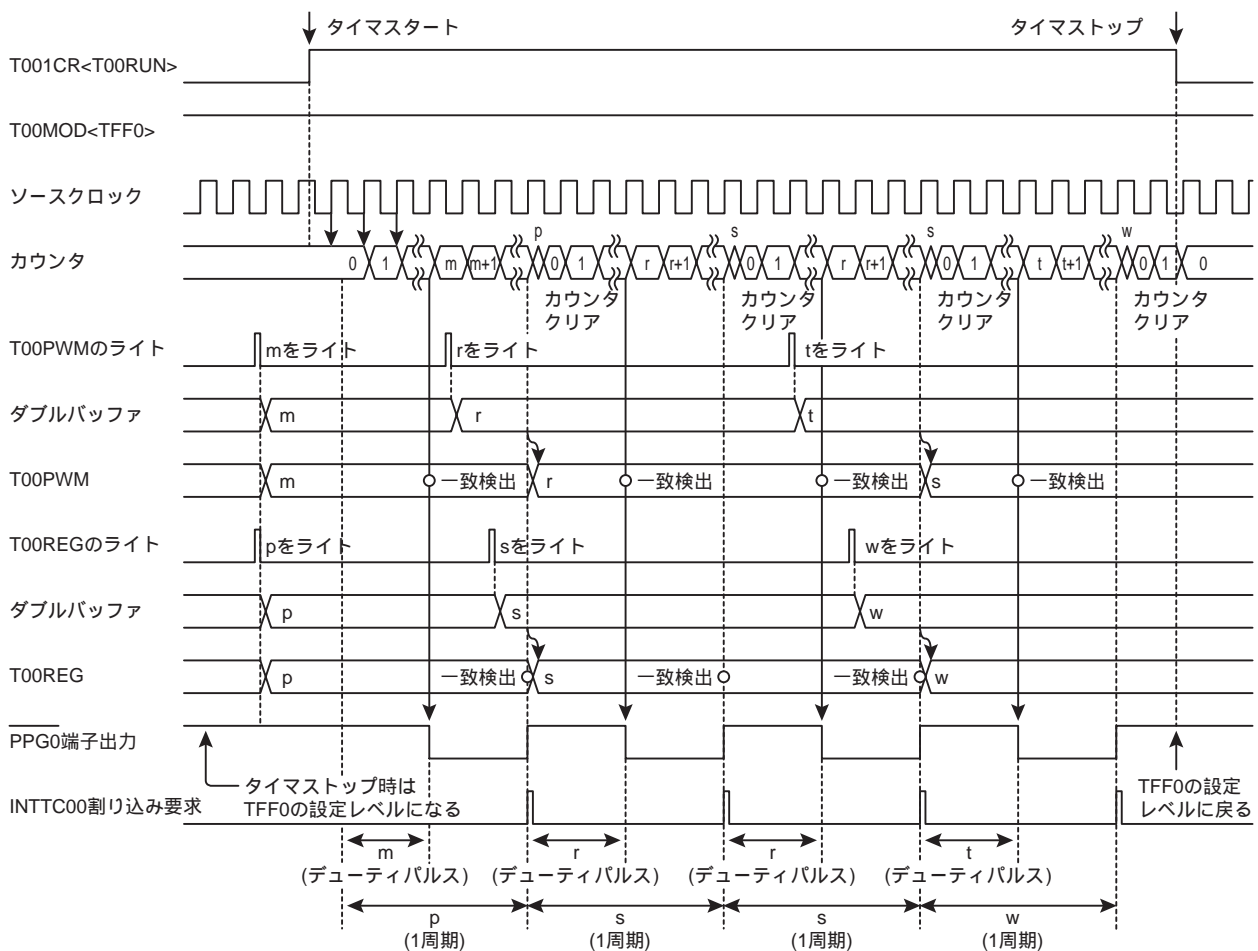 タイマスタート
タイマストップ
T001CR<T00RUN>
T00MOD<TFF0>
ソースクロック
p s s w
カウンタ 0 1 m m+1 0 1 r r+1 0 1 r r+1 0 1 t t+1 0 1 0
カウンタ カウンタ カウンタ カウンタ
クリア クリア クリア クリア
T00PWMのライト mをライト rをライト tをライト
ダブルバッファ m r t
T00PWM m 一致検出 r 一致検出 一致検出 s 一致検出
T00REGのライト pをライト sをライト wをライト
ダブルバッファ p s w
T00REG p 一致検出 s 一致検出 一致検出 w
PPG0端子出力
タイマストップ時は
TFF0の設定レベルになる
TFF0の設定
レベルに戻る
INTTC00割り込み要求
m r r t
(デューティパルス) (デューティパルス) (デューティパルス) (デューティパルス)
p s s w
(1周期) (1周期) (1周期) (1周期)